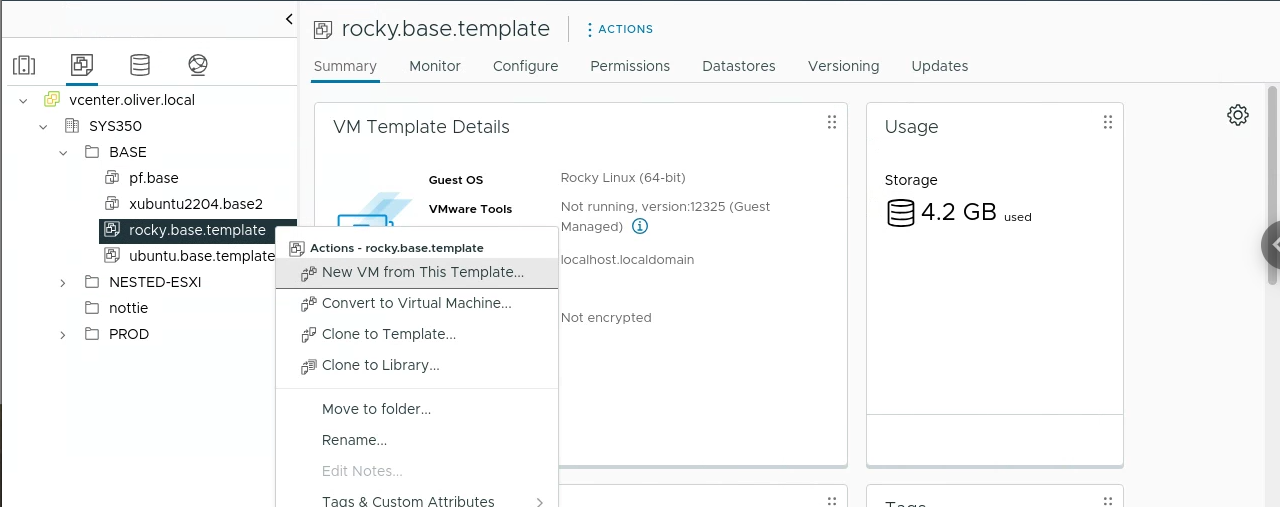 rocky.base.template
ACTIONS
Summary Monitor Configure Permissions Datastores Versioning Updates
vcenter.oliver.local
SYS350
BASE
pf.base
xubuntu2204.base2
rocky.base.template
ubuntu.base.template
NESTED-ESXI
nottie
PROD
VM Template Details
Guest OS Rocky Linux (64-bit)
VMware Tools Not running, version:12325 (Guest
Managed)
localhost.localdomain
Not encrypted
Actions - rocky.base.template
New VM from This Template...
Convert to Virtual Machine...
Clone to Template...
Clone to Library...
Move to folder...
Rename...
Edit Notes...
Tags & Custom Attributes
Usage
Storage
4.2 GB used
Tags